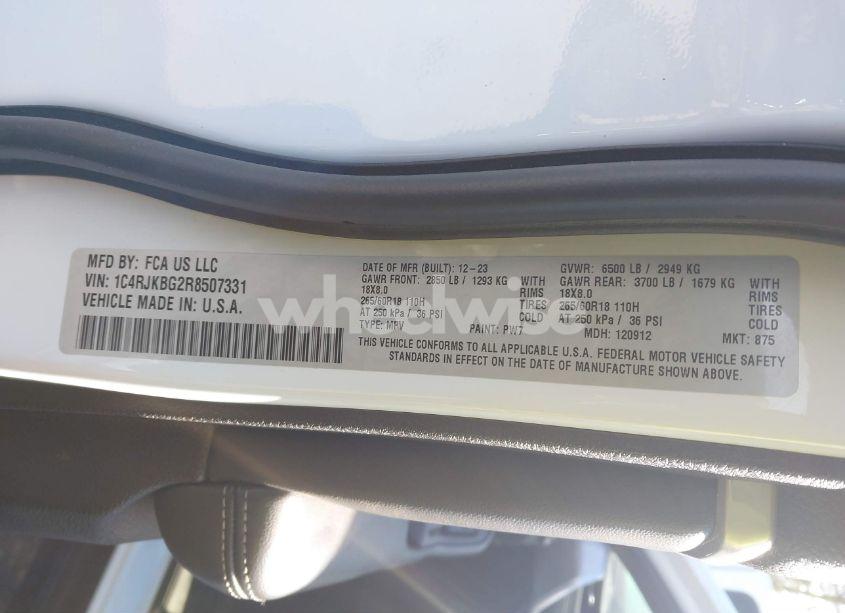 MFD BY: FCA US LLC
VIN: 1C4RJKBG2R8507331
VEHICLE MADE IN U.S.A.
DATE OF MFR (BUILT): 12-23
GAWR FRONT: 2850 LB / 1293 KG WITH
18X8.0 RIMS
265/60R18 110H TIRES
AT 250 kPa / 36 PSI COLD
TYPE: MPV PAINT: PW7
GVWR: 6500 LB / 2949 KG
GAWR REAR: 3700 LB / 1679 KG WITH
18X8.0 RIMS
265/60R18 110H TIRES
AT 250 kPa / 36 PSI COLD
MDH: 120912 MKT: 875
THIS VEHICLE CONFORMS TO ALL APPLICABLE U.S.A. FEDERAL MOTOR VEHICLE SAFETY
STANDARDS IN EFFECT ON THE DATE OF MANUFACTURE SHOWN ABOVE.
wheelwise